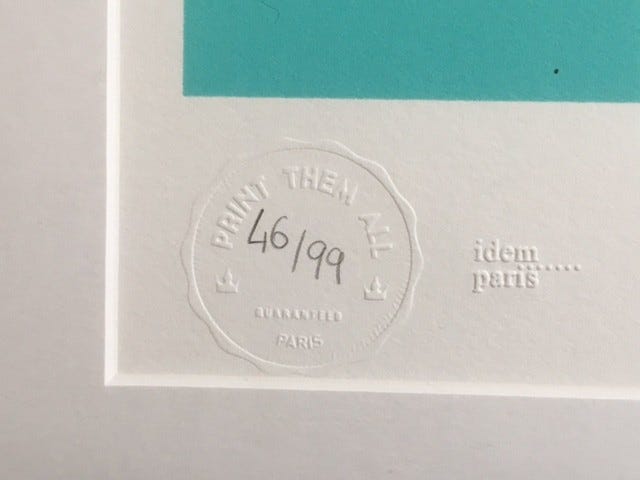 PRINT THEM ALL
46/99
GUARANTEED
PARIS
idem
paris.......